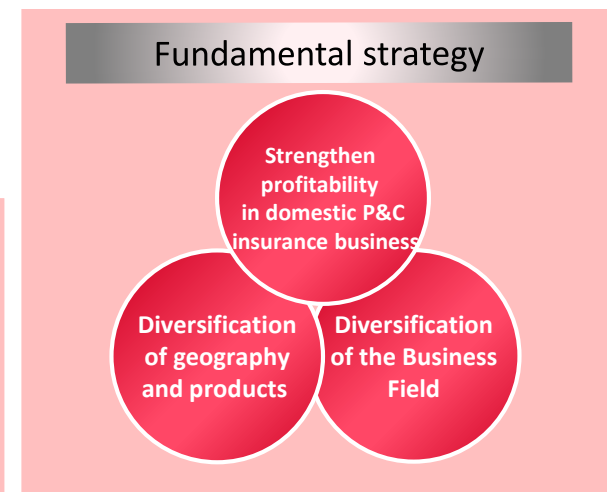 Fundamental strategy
Strengthen
profitability
in domestic P&C
insurance business
Diversification
of geography
and products
Diversification
of the Business
Field